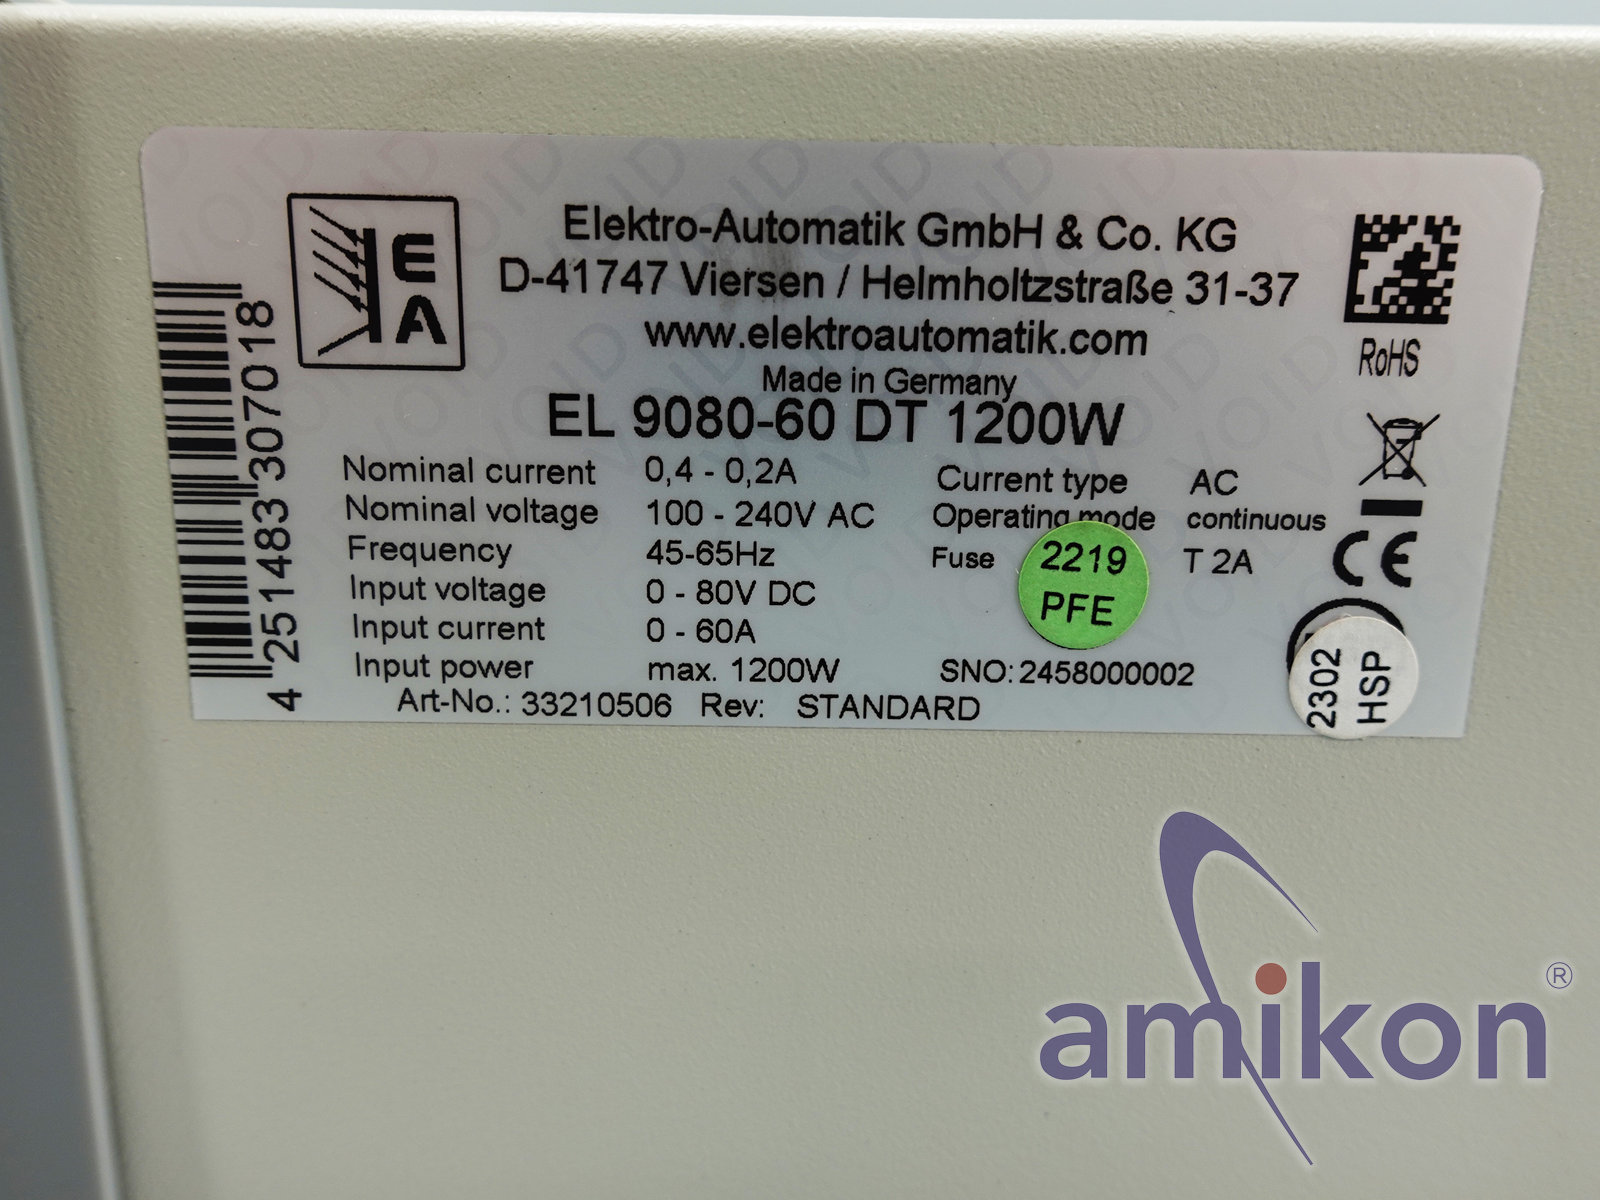 E
A
Elektro-Automatik GmbH & Co. KG
D-41747 Viersen / Helmholtzstraße 31-37
www.elektroautomatik.com
Made in Germany
EL 9080-60 DT 1200W
RoHS
4 251483 307018
Nominal current 0,4 - 0,2A Current type AC
Nominal voltage 100 - 240V AC Operating mode continuous
Frequency 45-65Hz Fuse T 2A
Input voltage 0 - 80V DC
Input current 0 - 60A
Input power max. 1200W SNO: 2458000002
Art-No.: 33210506 Rev: STANDARD
2219
PFE
CE
2302
HSP
amikon®